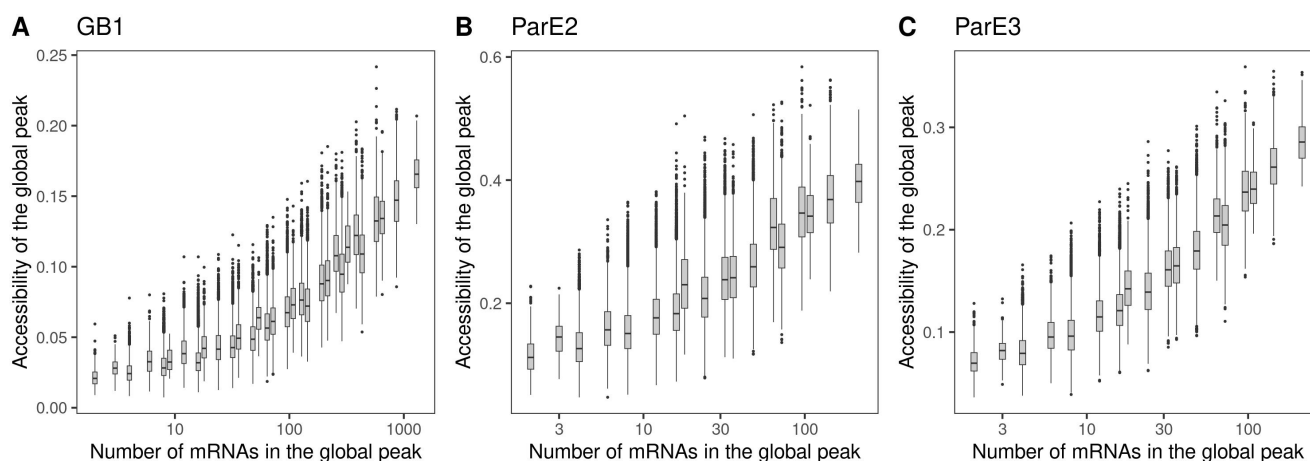 A GB1
Accessibility of the global peak
0.25
0.20
0.15
0.10
0.05
0.00
10 100 1000
Number of mRNAs in the global peak
B ParE2
Accessibility of the global peak
0.6
0.4
0.2
3 10 30 100
Number of mRNAs in the global peak
C ParE3
Accessibility of the global peak
0.3
0.2
0.1
3 10 30 100
Number of mRNAs in the global peak